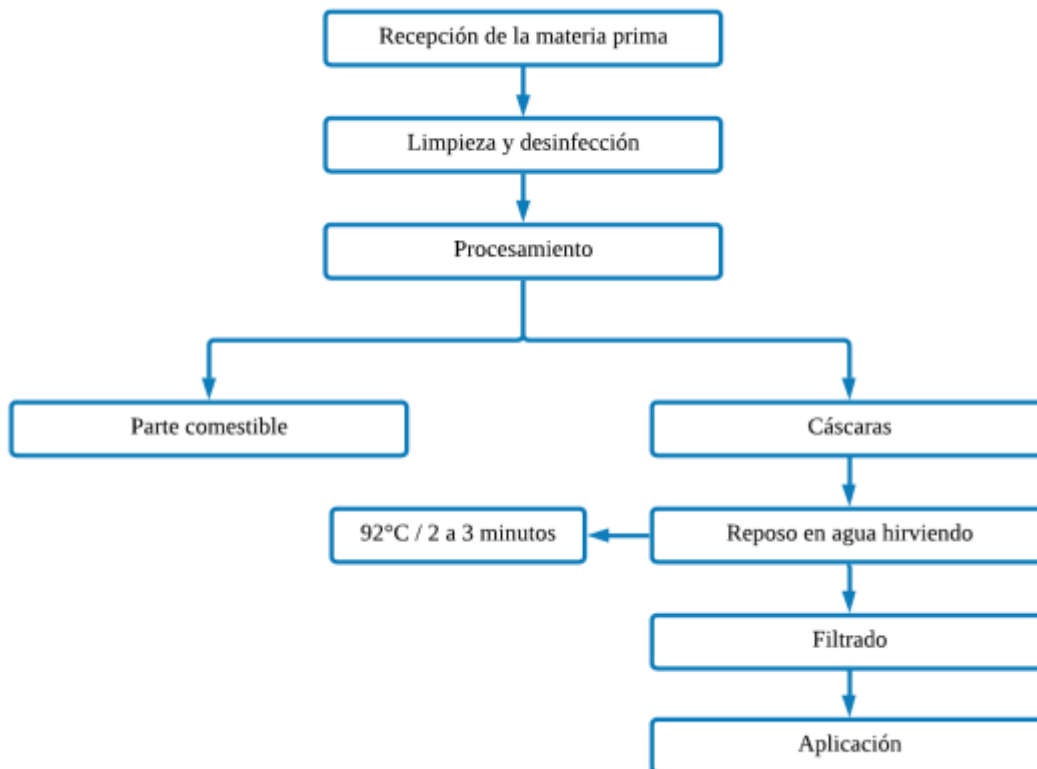 Recepción de la materia prima
Limpieza y desinfección
Procesamiento
Parte comestible
Cáscaras
92°C / 2 a 3 minutos
Reposo en agua hirviendo
Filtrado
Aplicación